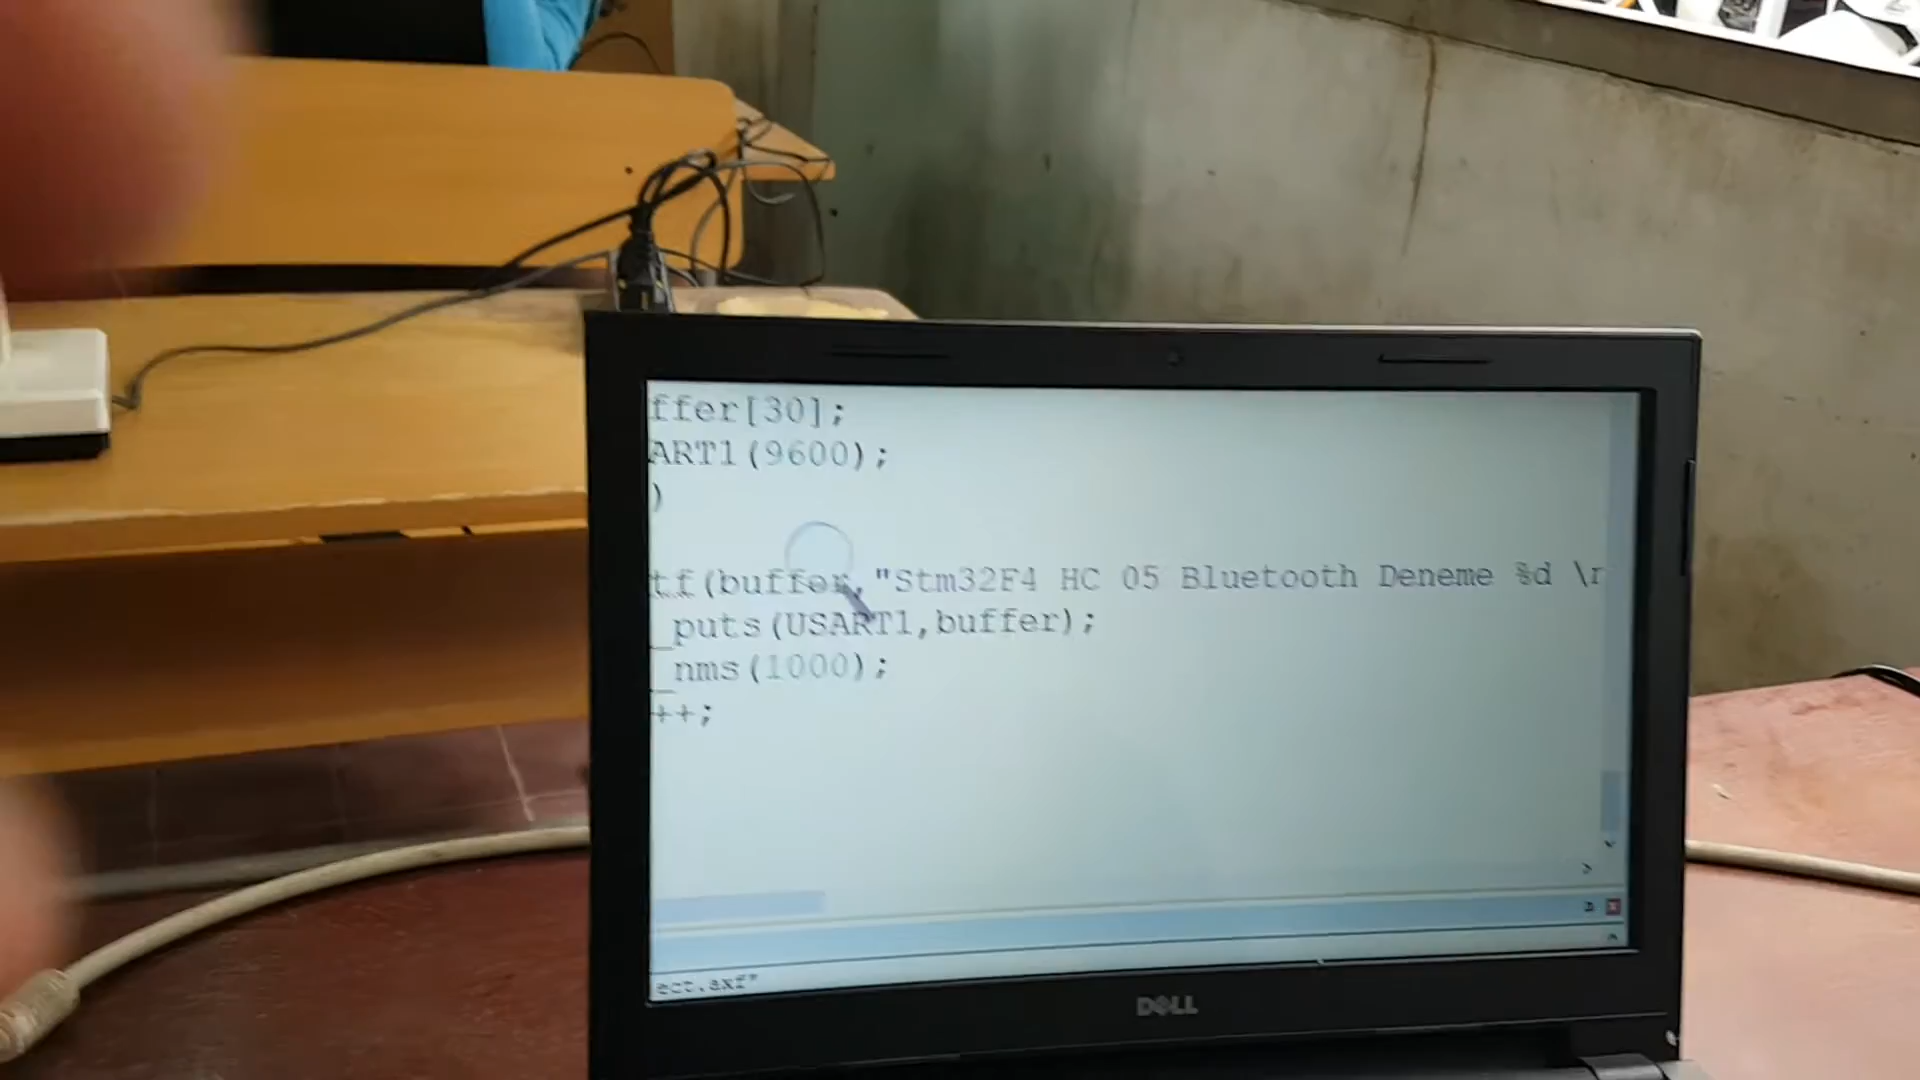 ffer[30];
ART1(9600);
)
tf(buffer,"Stm32F4 HC 05 Bluetooth Deneme %d \r
_puts(USART1,buffer);
_nms(1000);
++;
ect.axf"
DELL